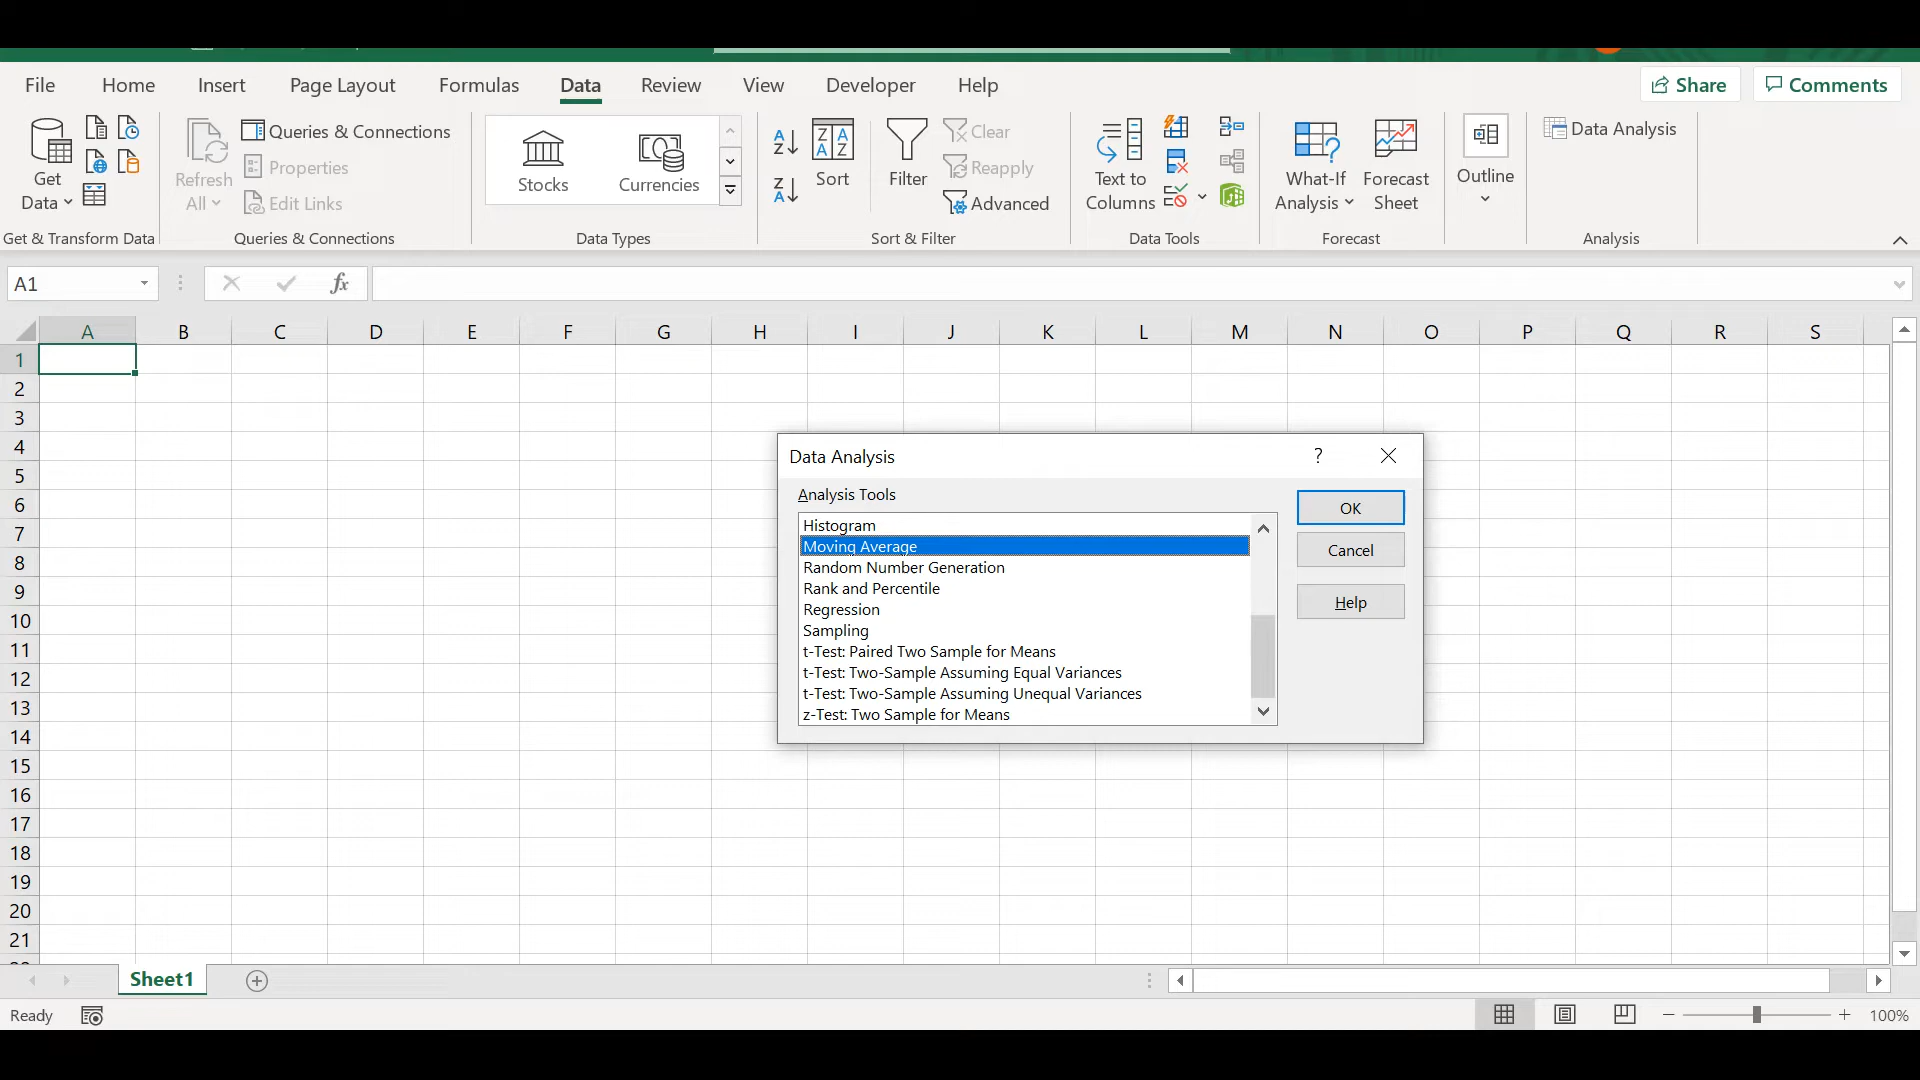 File Home Insert Page Layout Formulas Data Review View Developer Help Share Comments
Get Data
Refresh All
Queries & Connections
Properties
Edit Links
Stocks Currencies
A Z
Z A
Z A A Z
Sort
Filter
Clear
Reapply
Advanced
Text to Columns
What-If Analysis
Forecast Sheet
Outline
Data Analysis
Get & Transform Data Queries & Connections Data Types Sort & Filter Data Tools Forecast Analysis
A1 fx
A B C D E F G H I J K L M N O P Q R S
1
2
3
4
5
6
7
8
9
10
11
12
13
14
15
16
17
18
19
20
21
Data Analysis ?
Analysis Tools
Histogram
Moving Average
Random Number Generation
Rank and Percentile
Regression
Sampling
t-Test: Paired Two Sample for Means
t-Test: Two-Sample Assuming Equal Variances
t-Test: Two-Sample Assuming Unequal Variances
z-Test: Two Sample for Means
OK
Cancel
Help
Sheet1
Ready 100%